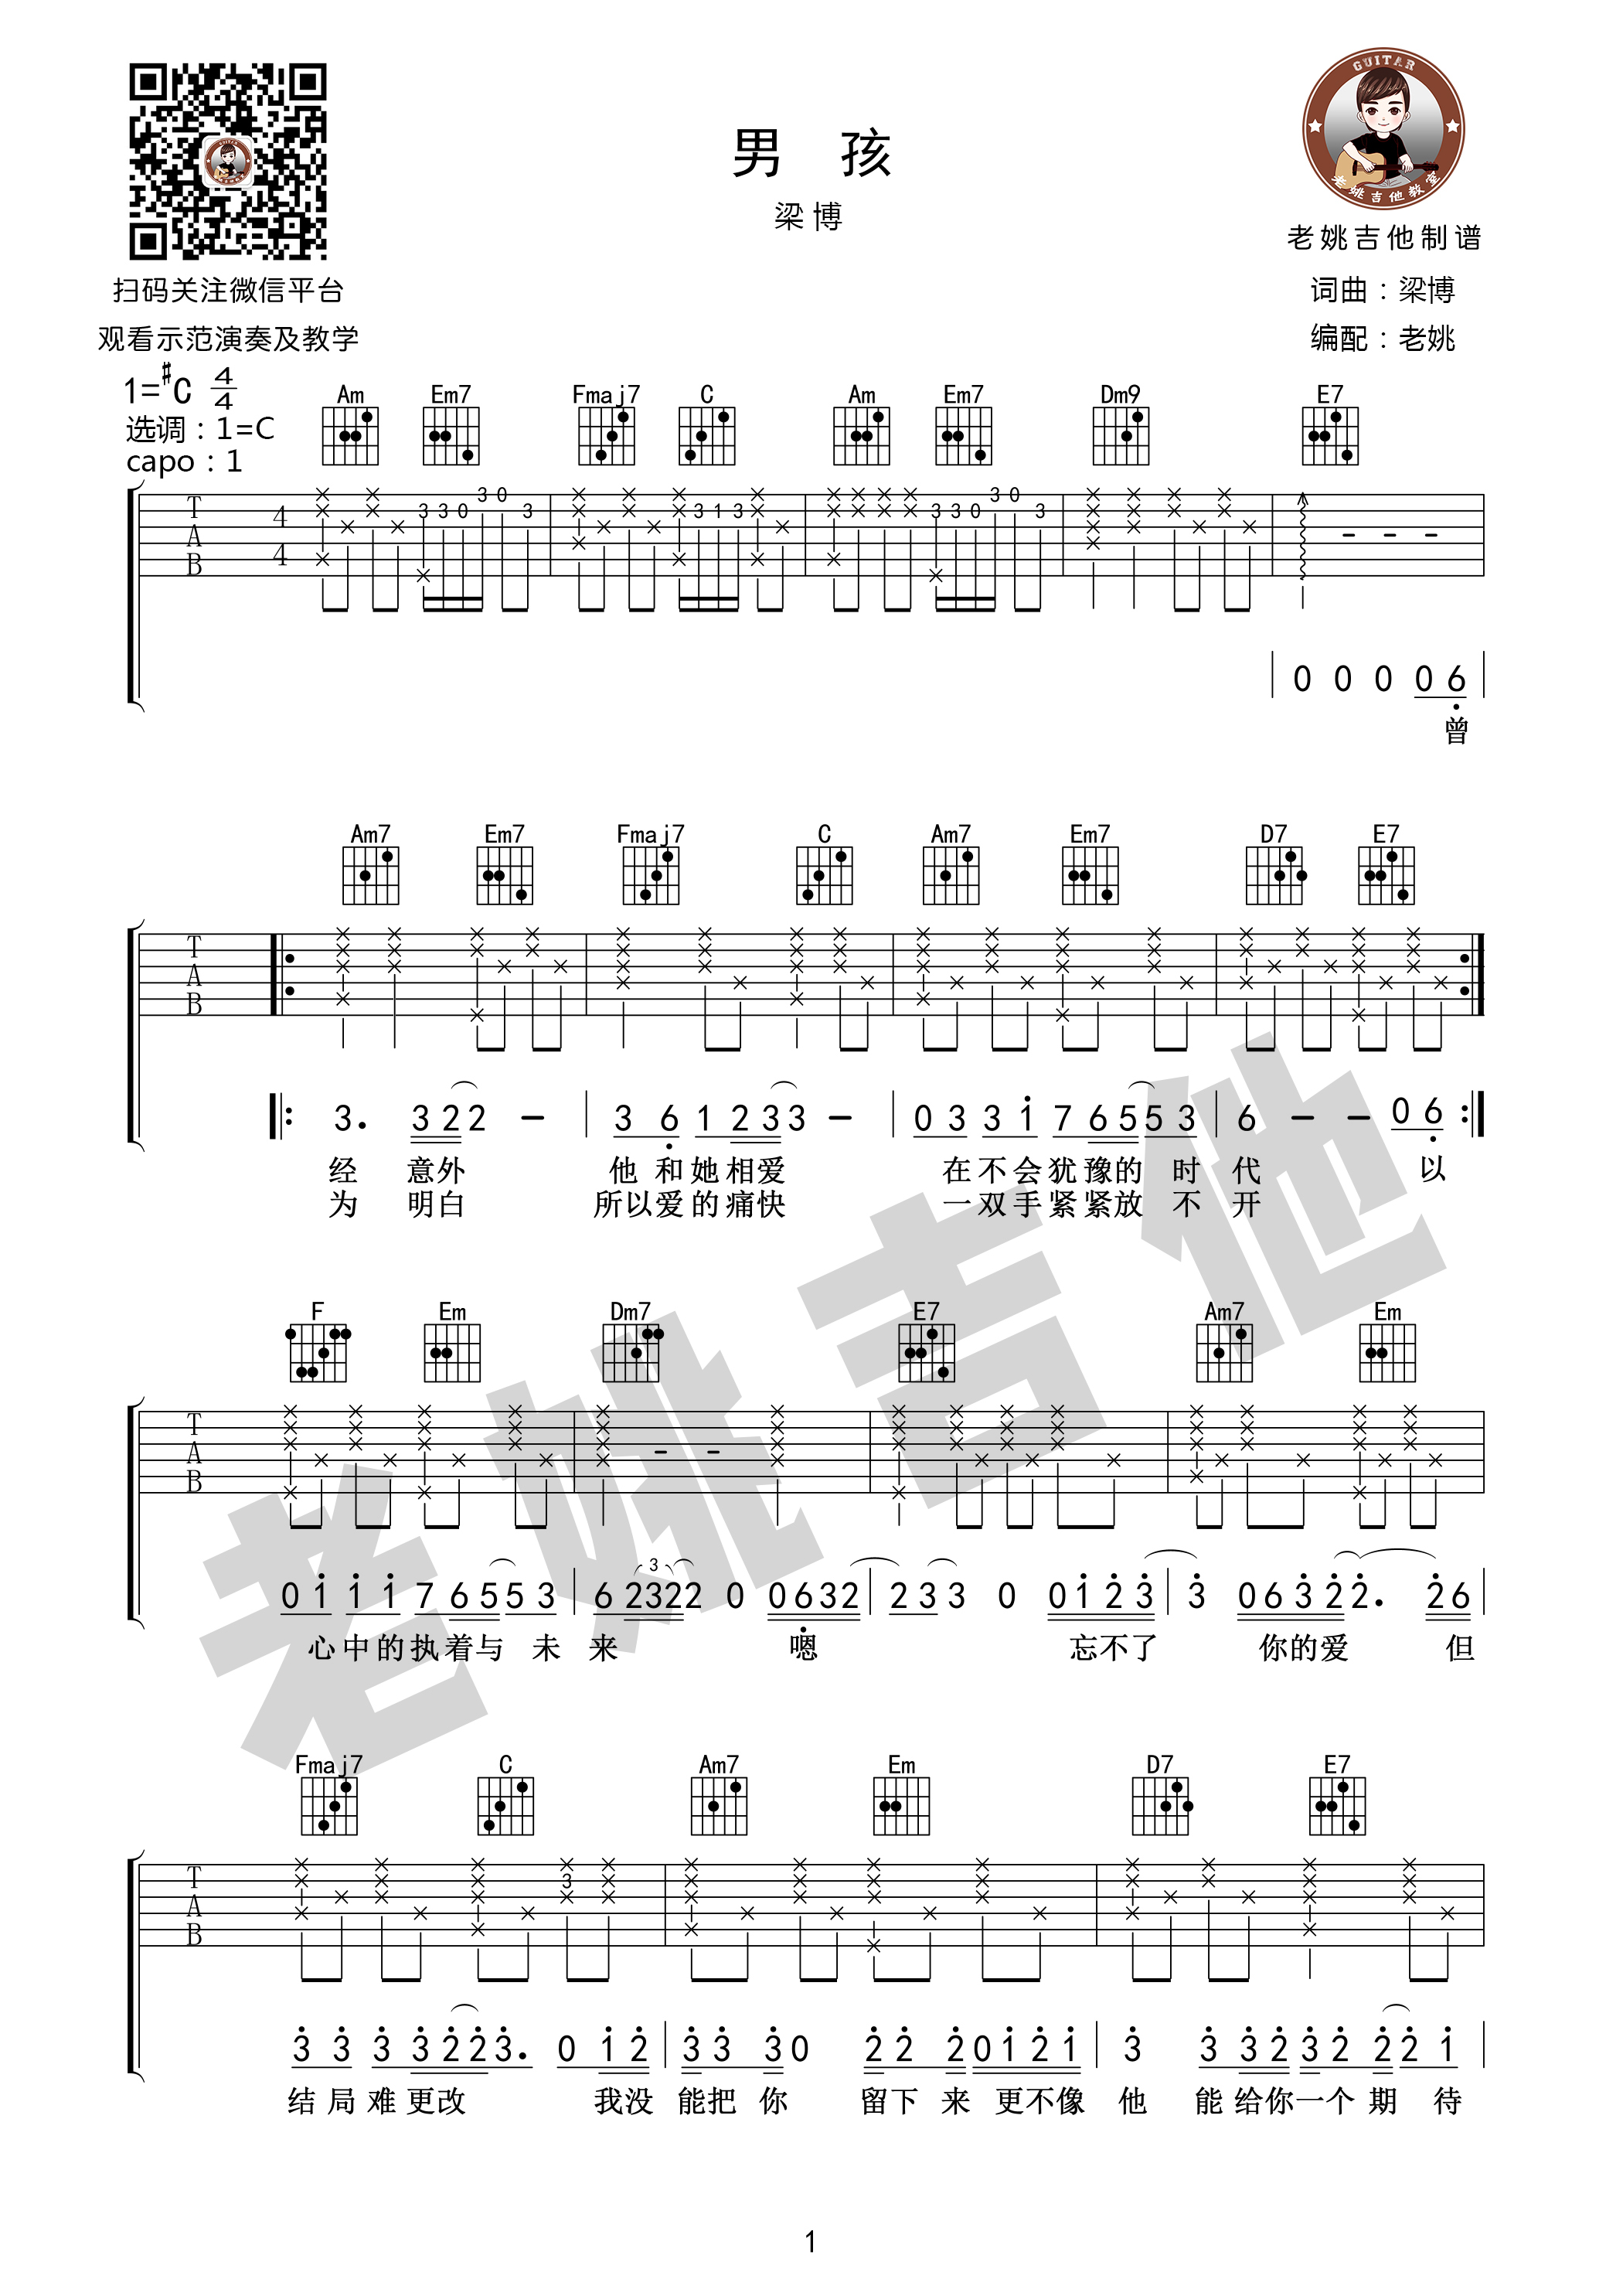 男 孩
梁博
GUITAR
老姚吉他教室
老姚吉他制谱
扫码关注微信平台
词曲：梁博
观看示范演奏及教学
编配：老姚
1=#C 4/4
选调：1=C
capo：1
Am Em7 Fmaj7 C Am Em7 Dm9 E7
T A B 4/4
3 3 0 3 0 3 3 1 3 3 3 0 3 0 3
0 0 0 0 6
曾
Am7 Em7 Fmaj7 C Am7 Em7 D7 E7
T A B
3. 3 2 2 - 3 6 1 2 3 3 - 0 3 3 1 7 6 5 5 3 6 - - 0 6
经 意外 他 和她相爱 在不会犹豫的 时 代 以
为 明白 所以爱的痛快 一双手紧紧放 不 开
F Em Dm7 E7 Am7 Em
T A B
0 1 1 1 7 6 5 5 3 6 2 3 2 2 0 0 6 3 2 2 3 3 0 0 1 2 3 3 0 6 3 2 2. 2 6
3
心中的执着与 未 来 嗯 忘不了 你的爱 但
Fmaj7 C Am7 Em D7 E7
T A B
3
3 3 3 3 2 2 3. 0 1 2 3 3 3 0 2 2 2 0 1 2 1 3 3 3 2 3 2 2 2 1
结 局 难 更改 我没 能把 你 留下 来 更不像 他 能 给你一个 期 待
老姚吉他
1